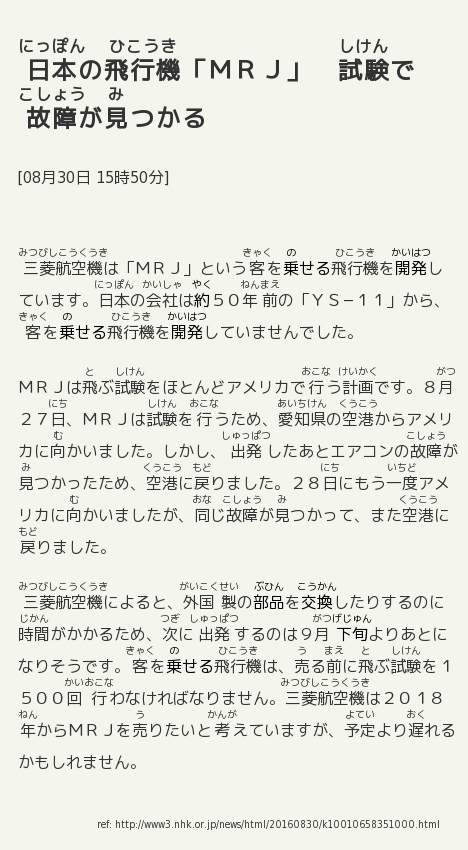 にっぽん ひこうき しけん
日本の飛行機「ＭＲＪ」 試験で
こしょう み
故障が見つかる
[08月30日 15時50分]
みつびしこうくうき きゃく の ひこうき かいはつ
三菱航空機は「ＭＲＪ」という客を乗せる飛行機を開発し
にっぽん かいしゃ やく ねんまえ
ています。日本の会社は約５０年前の「ＹＳ−１１」から、
きゃく の ひこうき かいはつ
客を乗せる飛行機を開発していませんでした。
と しけん おこな けいかく がつ
ＭＲＪは飛ぶ試験をほとんどアメリカで行う計画です。８月
にち しけん おこな あいちけん くうこう
２７日、ＭＲＪは試験を行うため、愛知県の空港からアメリ
む しゅっぱつ こしょう
カに向かいました。しかし、出発したあとエアコンの故障が
み くうこう もど にち いちど
見つかったため、空港に戻りました。２８日にもう一度アメ
む おな こしょう み くうこう
リカに向かいましたが、同じ故障が見つかって、また空港に
もど
戻りました。
みつびしこうくうき がいこくせい ぶひん こうかん
三菱航空機によると、外国製の部品を交換したりするのに
じかん つぎ しゅっぱつ がつげじゅん
時間がかかるため、次に出発するのは９月下旬よりあとに
きゃく の ひこうき う まえ と しけん
なりそうです。客を乗せる飛行機は、売る前に飛ぶ試験を１
かいおこな みつびしこうくうき
５００回行わなければなりません。三菱航空機は２０１８
ねん う かんが よてい おく
年からＭＲＪを売りたいと考えていますが、予定より遅れる
かもしれません。
ref: http://www3.nhk.or.jp/news/html/20160830/k10010658351000.html